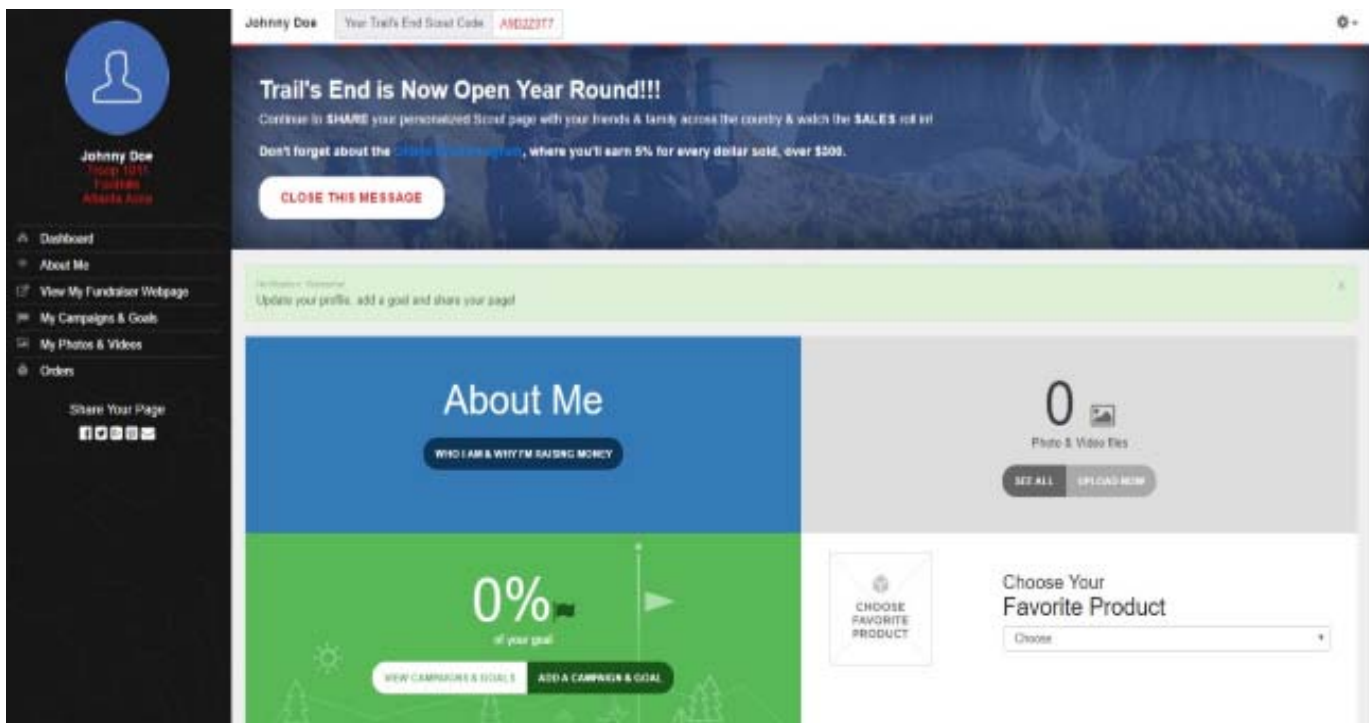 Johnny Doe
Atlanta Area
Dashboard
About Me
View My Fundraiser Webpage
My Campaigns & Goals
My Photos & Videos
Orders
Share Your Page
Johnny Doe Your Trail's End Scout Code
Trail's End is Now Open Year Round!!!
Continue to SHARE your personalized Scout page with your friends & family across the country & watch the SALES roll in!
Don't forget about the , where you'll earn 5% for every dollar sold, over $300.
CLOSE THIS MESSAGE
Update your profile, add a goal and share your page!
About Me
WHO I AM & WHY I'M RAISING MONEY
0
Photo & Video files
SEE ALL UPLOAD NOW
0%
of your goal
VIEW CAMPAIGNS & GOALS ADD A CAMPAIGN & GOAL
CHOOSE
FAVORITE
PRODUCT
Choose Your
Favorite Product
Choose